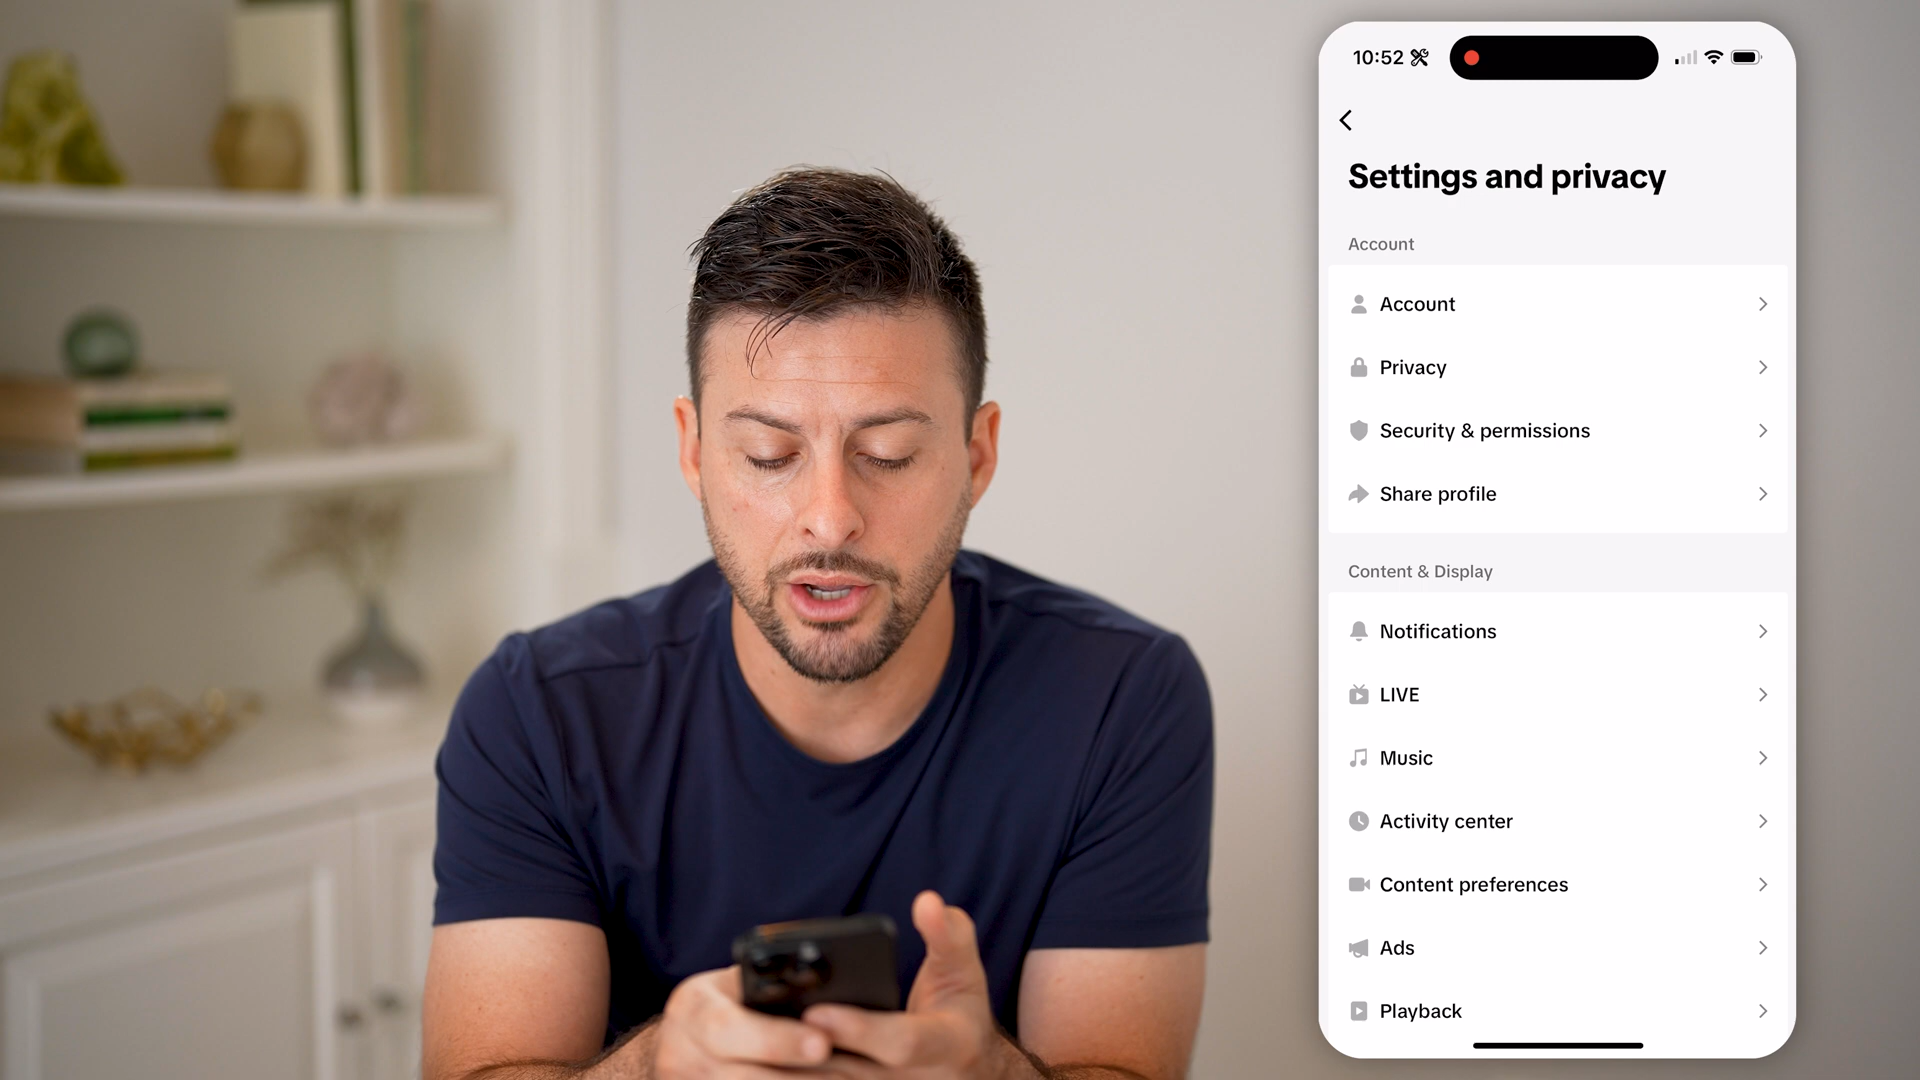 10:52
Settings and privacy
Account
Account
Privacy
Security & permissions
Share profile
Content & Display
Notifications
LIVE
Music
Activity center
Content preferences
Ads
Playback